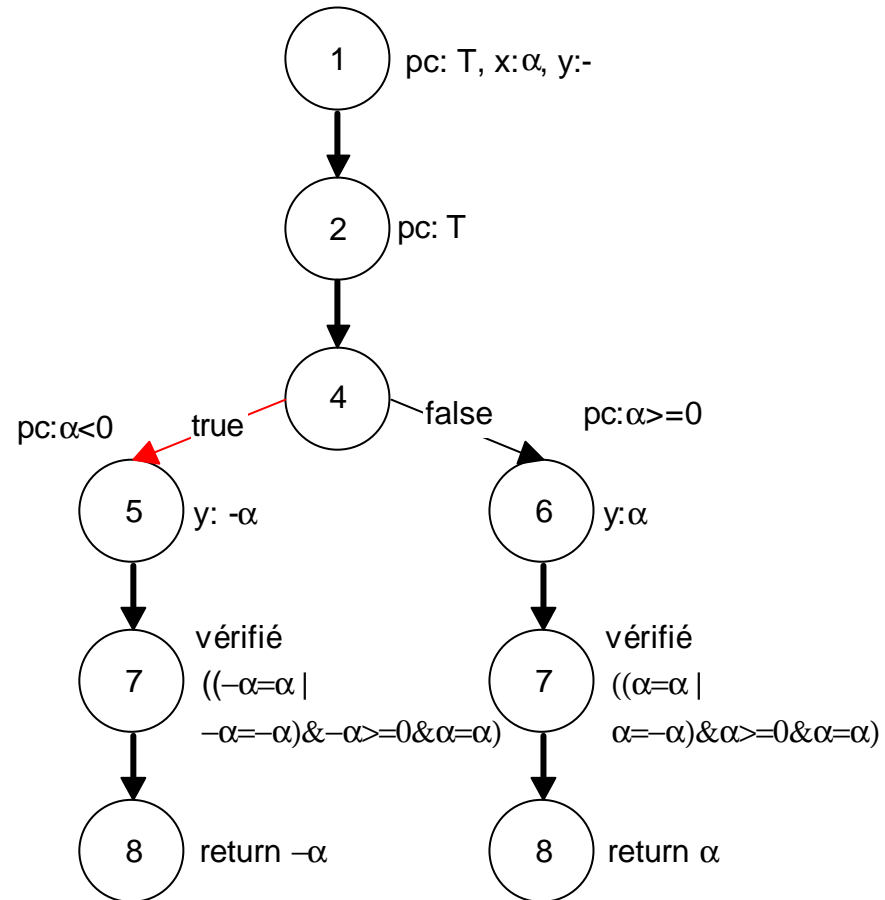 1
pc: T, x:α, y:-
2
pc: T
4
pc:α<0
true
false
pc:α>=0
5
y: -α
6
y:α
7
vérifié
((−α=α |
−α=−α)&−α>=0&α=α)
7
vérifié
((α=α |
α=−α)&α>=0&α=α)
8
return −α
8
return α